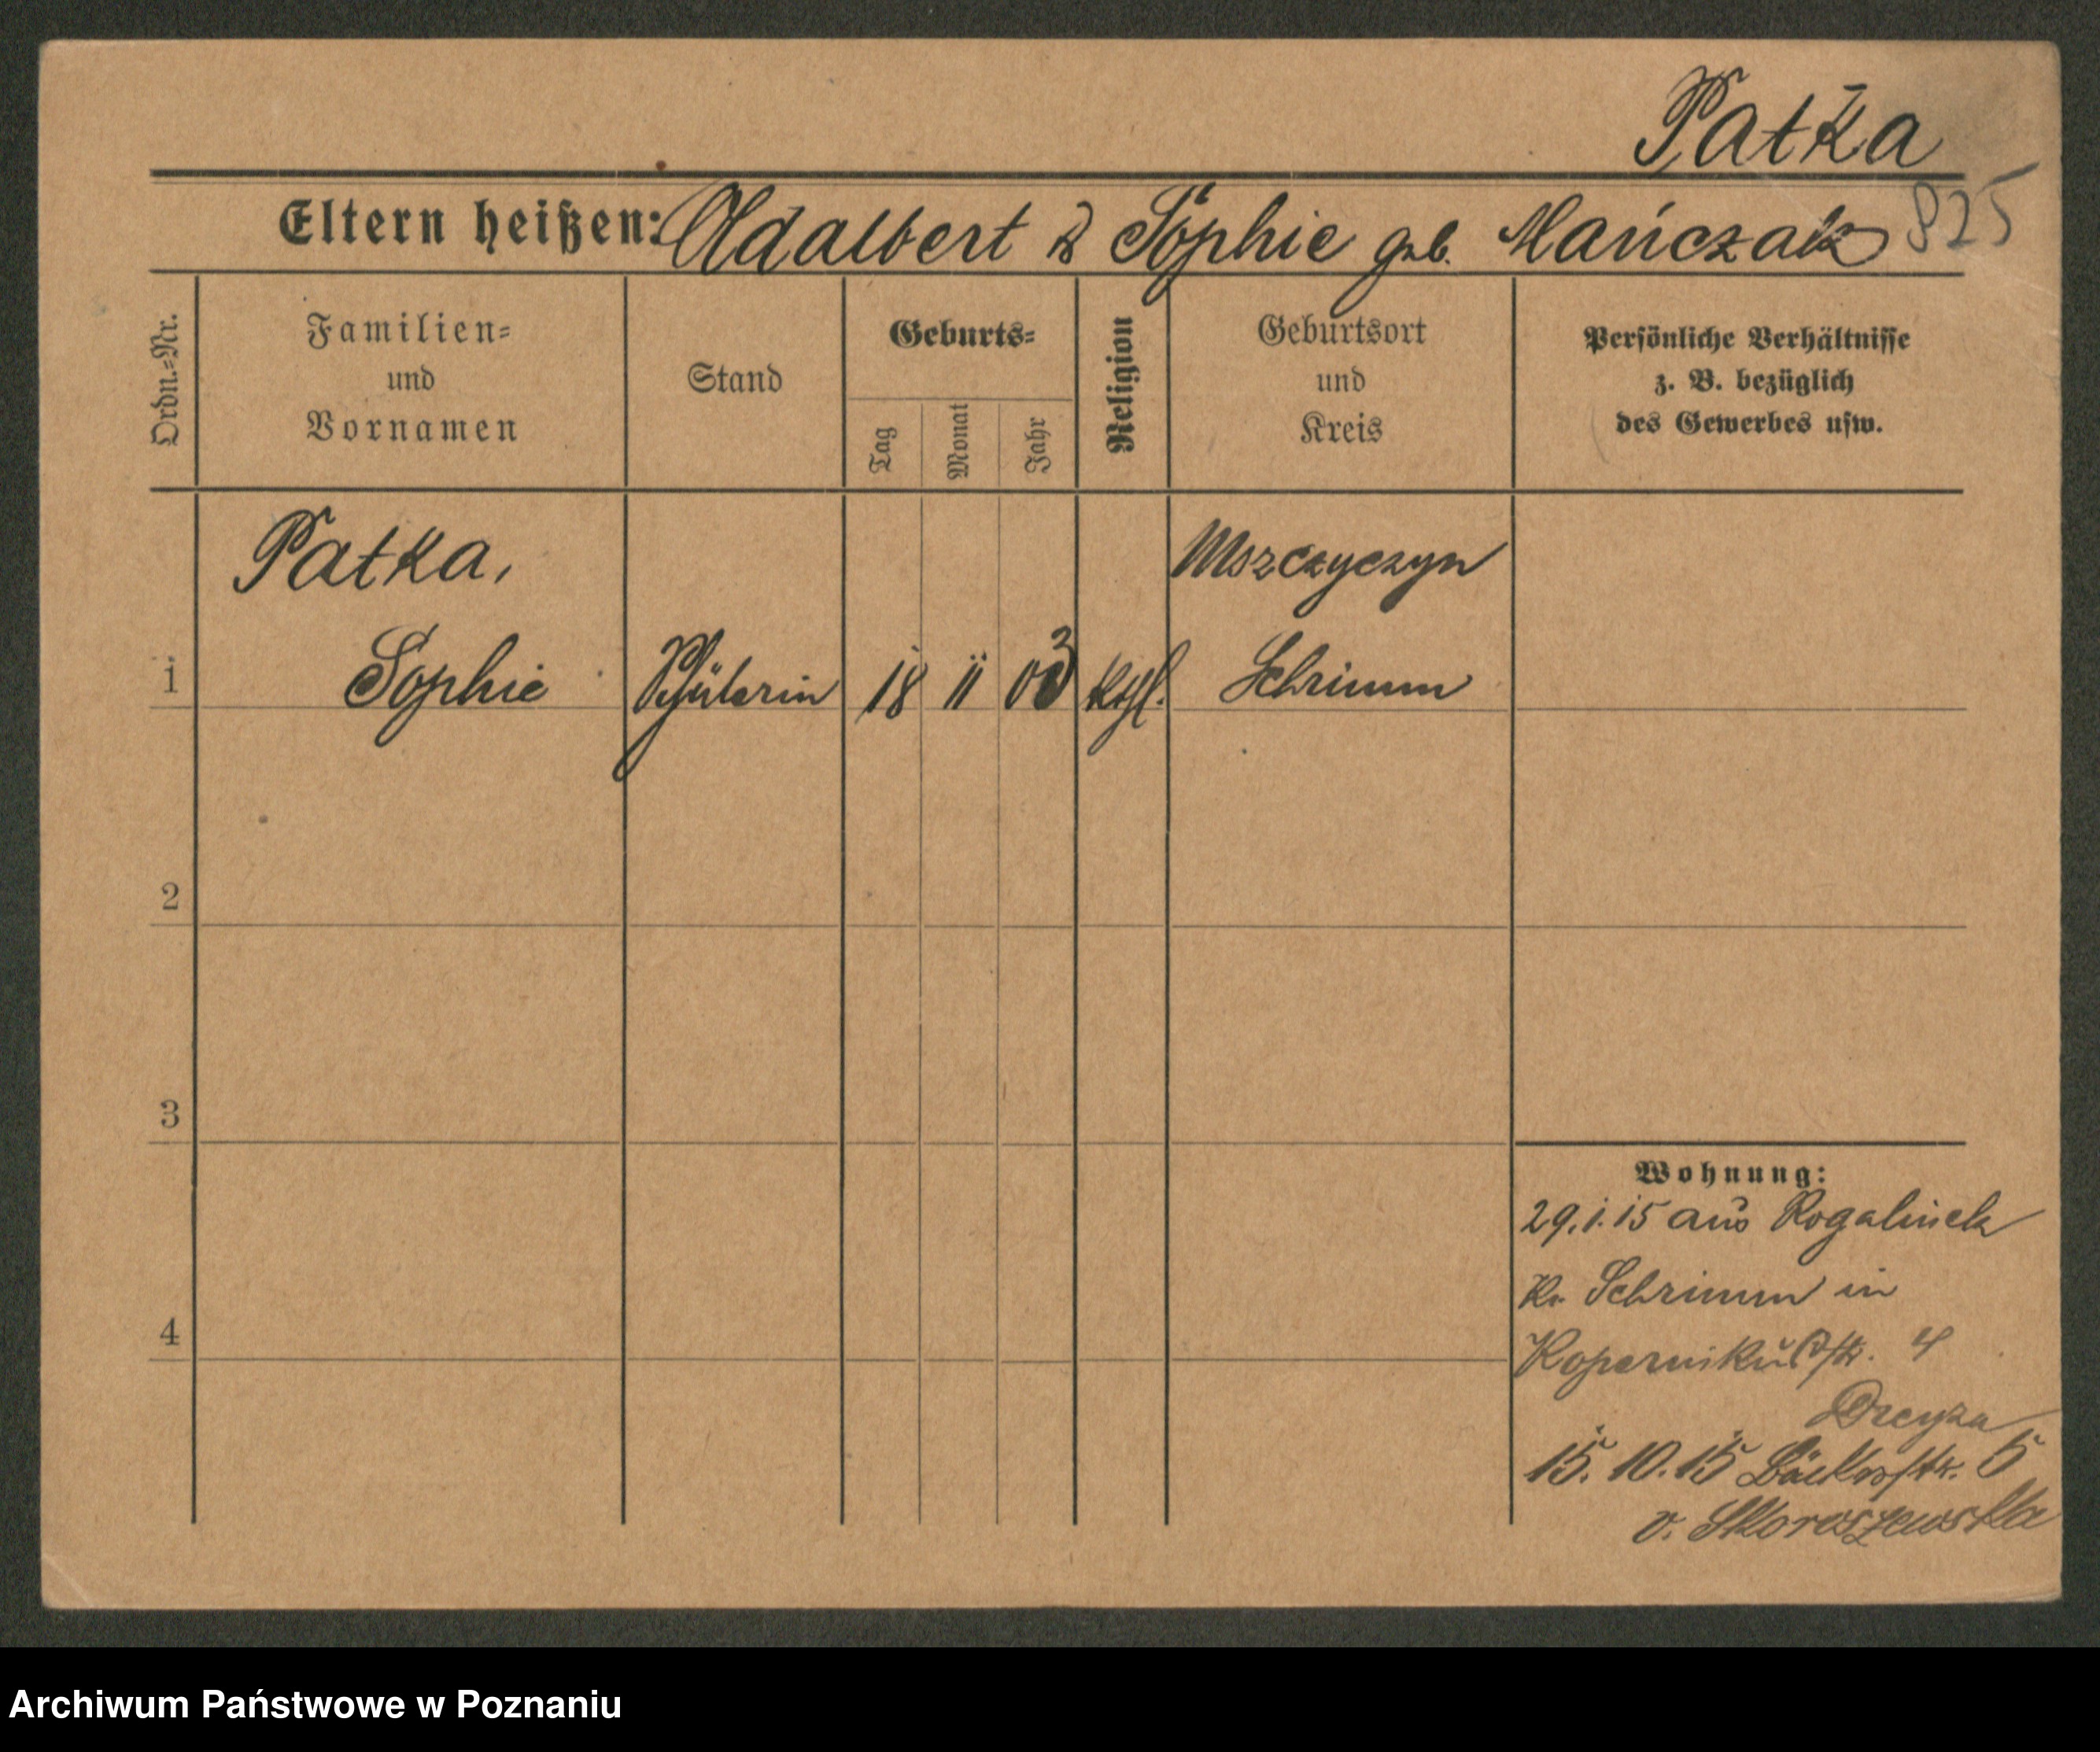 Patka
825
Eltern heißen: Adalbert & Sophie geb. Mańczak
Ordn.=Nr.
Familien=
und
Vornamen
Stand
Geburts=
Tag
Monat
Jahr
Religion
Geburtsort
und
Kreis
Persönliche Verhältnisse
z. B. bezüglich
des Gewerbes usw.
Patka,
Mszczyczyn
1 Sophie Schülerin 18 11 03 kthl. Schrimm
2
3
4
Wohnung:
29.1.15 aus Rogalinek
Kr. Schrimm in
Kopernikusstr. 4
15.10.15 Bäckerstr. 5
v. Skoroszewska
Archiwum Państwowe w Poznaniu